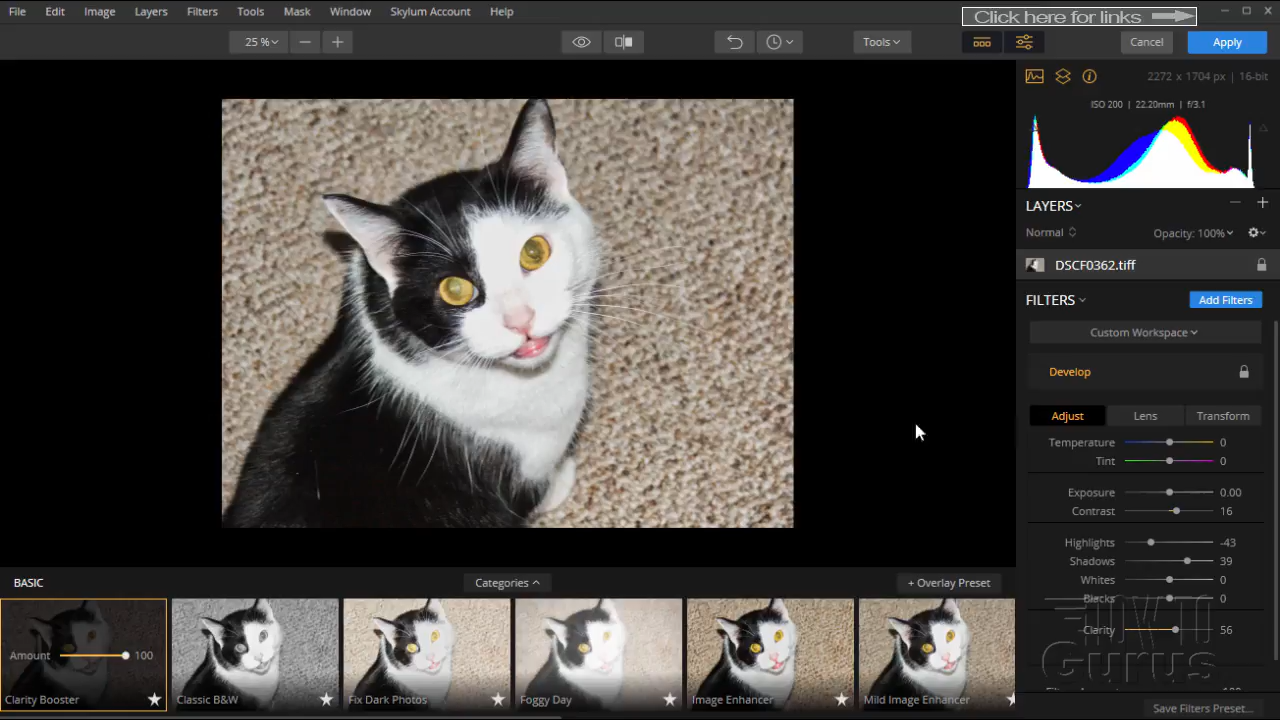 File Edit Image Layers Filters Tools Mask Window Skylum Account Help
Click here for links
25 % Tools Cancel Apply
2272 x 1704 px | 16-bit
ISO 200 | 22.20mm | f/3.1
LAYERS
Normal Opacity: 100%
DSCF0362.tiff
FILTERS Add Filters
Custom Workspace
Develop
Adjust Lens Transform
Temperature 0
Tint 0
Exposure 0.00
Contrast 16
Highlights -43
Shadows 39
Whites 0
Blacks 0
Clarity 56
HOW TO
Gurus
BASIC Categories + Overlay Preset
Amount 100
Clarity Booster Classic B&W Fix Dark Photos Foggy Day Image Enhancer Mild Image Enhancer
Save Filters Preset...